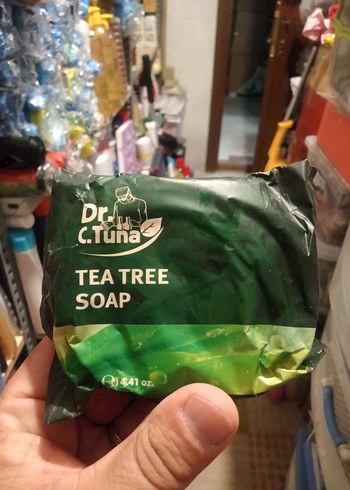 Dr.
C.Tuna
TEA TREE
SOAP
℮ 4.41 oz.